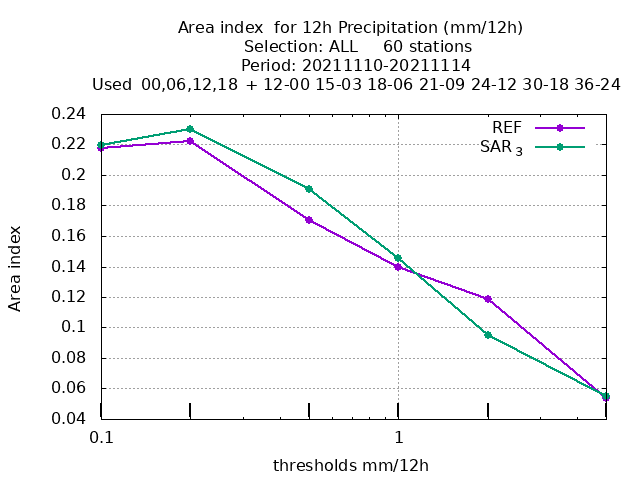 Area index  for 12h Precipitation (mm/12h)
Selection: ALL     60 stations
Period: 20211110-20211114
Used  00,06,12,18  + 12-00 15-03 18-06 21-09 24-12 30-18 36-24
REF
SAR 3
0.24
0.22
0.2
0.18
0.16
0.14
0.12
0.1
0.08
0.06
0.04
Area index
0.1
1
thresholds mm/12h